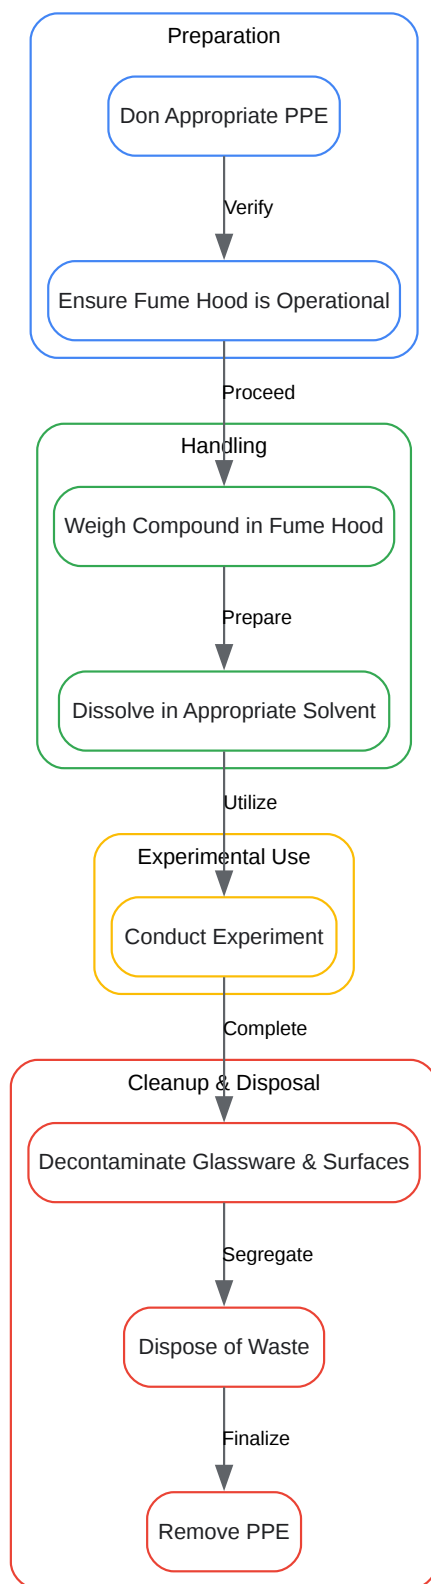 Preparation
Don Appropriate PPE
Verify
Ensure Fume Hood is Operational
Proceed
Handling
Weigh Compound in Fume Hood
Prepare
Dissolve in Appropriate Solvent
Utilize
Experimental Use
Conduct Experiment
Complete
Cleanup & Disposal
Decontaminate Glassware & Surfaces
Segregate
Dispose of Waste
Finalize
Remove PPE